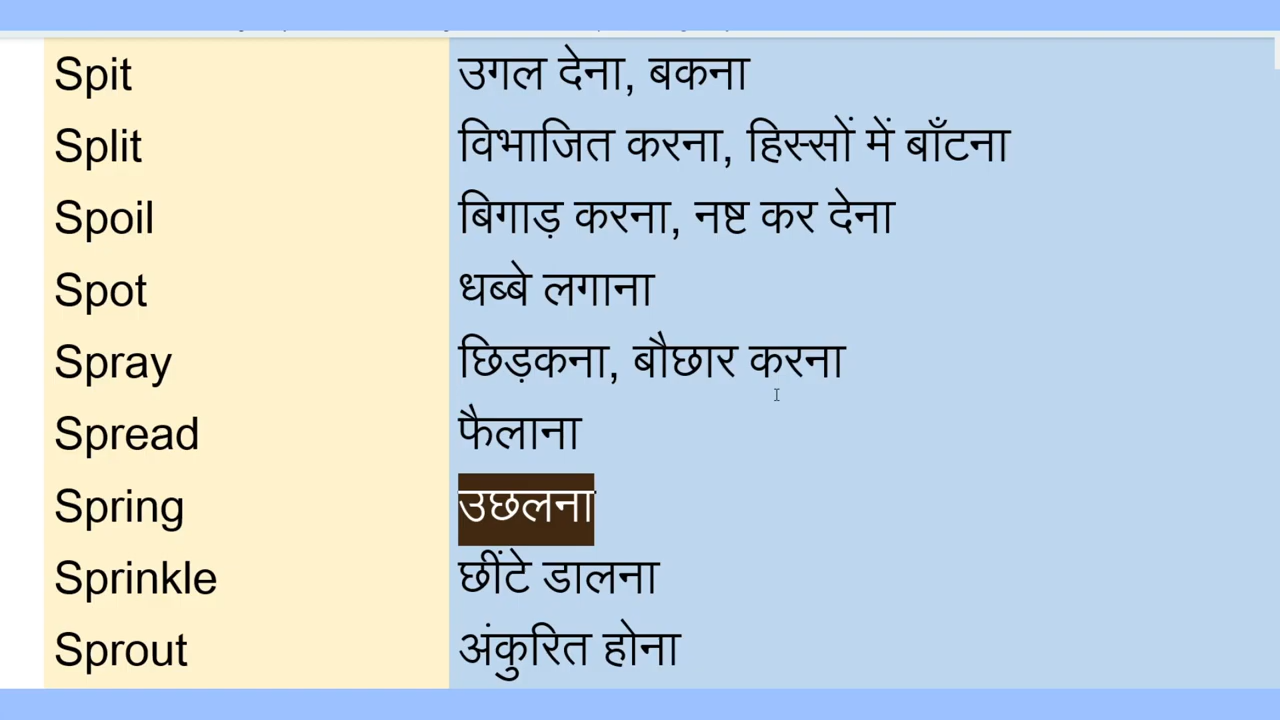 Spit उगल देना, बकना
Split विभाजित करना, हिस्सों में बाँटना
Spoil बिगाड़ करना, नष्ट कर देना
Spot धब्बे लगाना
Spray छिड़कना, बौछार करना
Spread फैलाना
Spring उछलना
Sprinkle छींटे डालना
Sprout अंकुरित होना